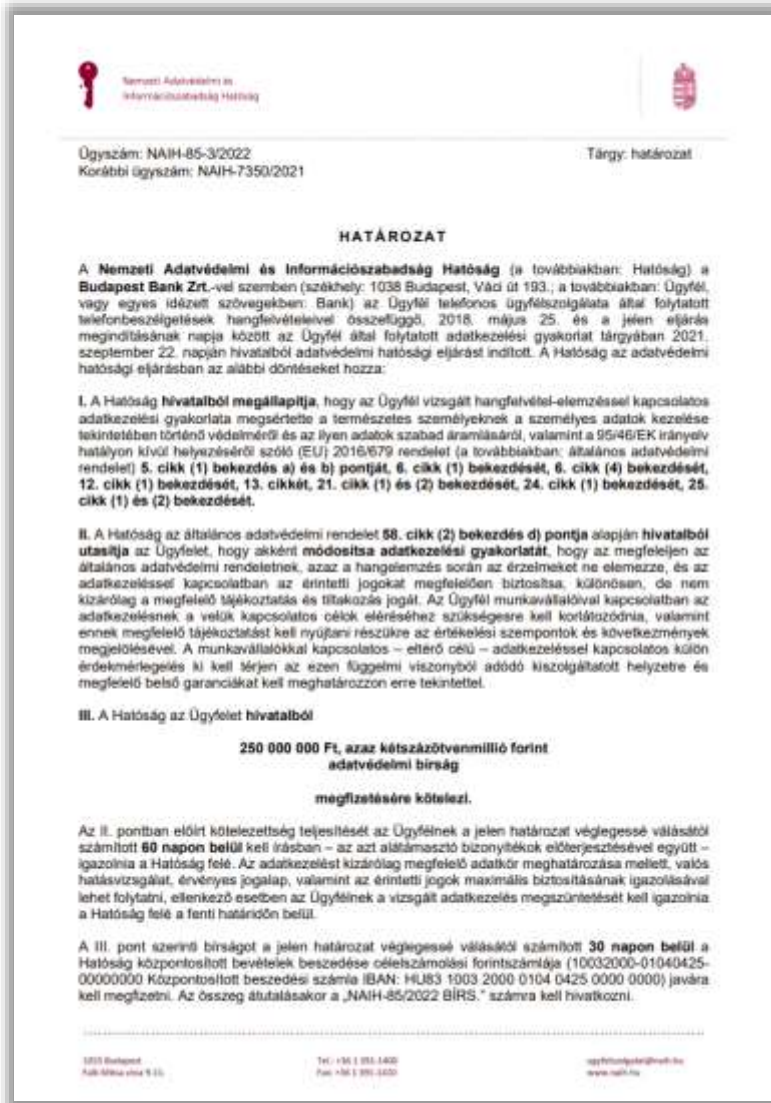 Nemzeti Adatvédelmi és
Információszabadság Hatóság
Ügyszám: NAIH-85-3/2022
Tárgy: határozat
Korábbi ügyszám: NAIH-7350/2021
HATÁROZAT
A Nemzeti Adatvédelmi és Információszabadság Hatóság (a továbbiakban: Hatóság) a
Budapest Bank Zrt.-vel szemben (székhely: 1038 Budapest, Váci út 193.; a továbbiakban: Ügyfél,
vagy egyes idézett szövegekben: Bank) az Ügyfél telefonos ügyfélszolgálata által folytatott
telefonbeszélgetések hangfelvételeivel összefüggő, 2018. május 25. és a jelen eljárás
megindításának napja között az Ügyfél által folytatott adatkezelési gyakorlat tárgyában 2021.
szeptember 22. napján hivatalból adatvédelmi hatósági eljárást indított. A Hatóság az adatvédelmi
hatósági eljárásban az alábbi döntéseket hozza:
I. A Hatóság hivatalból megállapítja, hogy az Ügyfél vizsgált hangfelvétel-elemzéssel kapcsolatos
adatkezelési gyakorlata megsértette a természetes személyeknek a személyes adatok kezelése
tekintetében történő védelméről és az ilyen adatok szabad áramlásáról, valamint a 95/46/EK irányelv
hatályon kívül helyezéséről szóló (EU) 2016/679 rendelet (a továbbiakban: általános adatvédelmi
rendelet) 5. cikk (1) bekezdés a) és b) pontját, 6. cikk (1) bekezdését, 6. cikk (4) bekezdését,
12. cikk (1) bekezdését, 13. cikkét, 21. cikk (1) és (2) bekezdését, 24. cikk (1) bekezdését, 25.
cikk (1) és (2) bekezdését.
II. A Hatóság az általános adatvédelmi rendelet 58. cikk (2) bekezdés d) pontja alapján hivatalból
utasítja az Ügyfelet, hogy akként módosítsa adatkezelési gyakorlatát, hogy az megfeleljen az
általános adatvédelmi rendeletnek, azaz a hangelemzés során az érzelmeket ne elemezze, és az
adatkezeléssel kapcsolatban az érintetti jogokat megfelelően biztosítsa, különösen, de nem
kizárólag a megfelelő tájékoztatás és tiltakozás jogát. Az Ügyfél munkavállalóival kapcsolatban az
adatkezelésnek a velük kapcsolatos célok eléréséhez szükségesre kell korlátozódnia, valamint
ennek megfelelő tájékoztatást kell nyújtani részükre az értékelési szempontok és következmények
megjelölésével. A munkavállalókkal kapcsolatos – eltérő célú – adatkezeléssel kapcsolatos külön
érdekmérlegelés ki kell térjen az ezen függelmi viszonyból adódó kiszolgáltatott helyzetre és
megfelelő belső garanciákat kell meghatározzon erre tekintettel.
III. A Hatóság az Ügyfelet hivatalból
250 000 000 Ft, azaz kétszázötvenmillió forint
adatvédelmi bírság
megfizetésére kötelezi.
Az II. pontban előírt kötelezettség teljesítését az Ügyfélnek a jelen határozat véglegessé válásától
számított 60 napon belül kell írásban – az azt alátámasztó bizonyítékok előterjesztésével együtt –
igazolnia a Hatóság felé. Az adatkezelést kizárólag megfelelő adatkör meghatározása mellett, valós
hatásvizsgálat, érvényes jogalap, valamint az érintetti jogok maximális biztosításának igazolásával
lehet folytatni, ellenkező esetben az Ügyfélnek a vizsgált adatkezelés megszüntetését kell igazolnia
a Hatóság felé a fenti határidőn belül.
A III. pont szerinti bírságot a jelen határozat véglegessé válásától számított 30 napon belül a
Hatóság központosított bevételek beszedése célelszámolási forintszámlája (10032000-01040425-
00000000 Központosított beszedési számla IBAN: HU83 1003 2000 0104 0425 0000 0000) javára
kell megfizetni. Az összeg átutalásakor a „NAIH-85/2022 BÍRS.” számra kell hivatkozni.
1055 Budapest
Falk Miksa utca 9-11.
Tel.: +36 1 391-1400
Fax: +36 1 391-1410
ugyfelszolgalat@naih.hu
www.naih.hu